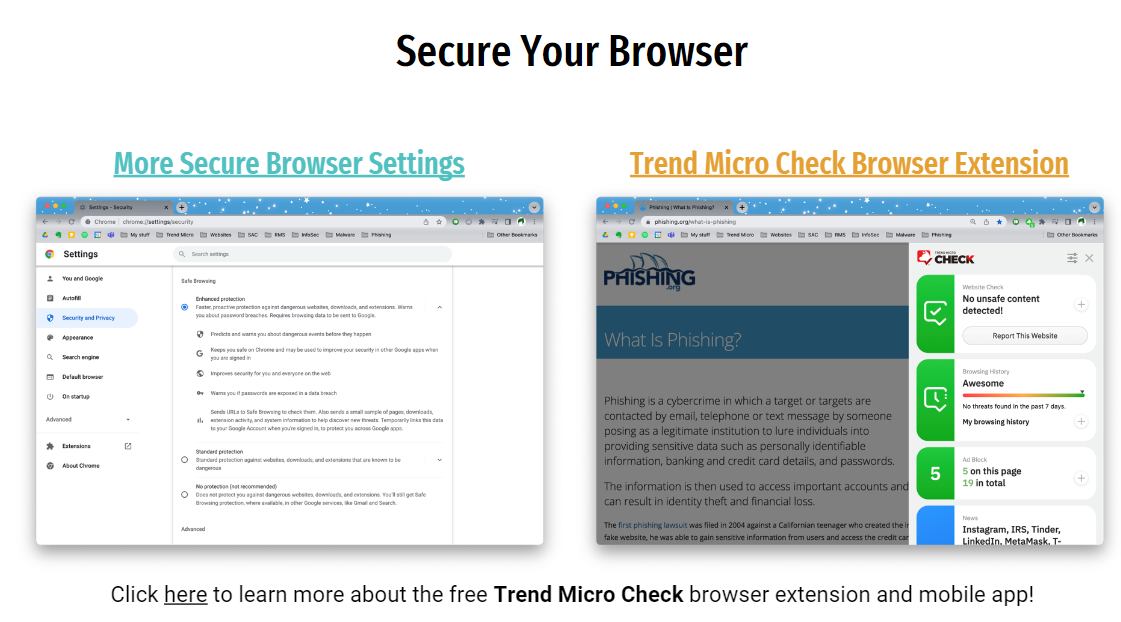 Secure Your Browser
More Secure Browser Settings
Settings - Security
Chrome | chrome://settings/security
My stuff
Trend Micro
Websites
SAC
RMS
InfoSec
Malware
Phishing
Other Bookmarks
Settings
Search settings
You and Google
Autofill
Security and Privacy
Appearance
Search engine
Default browser
On startup
Advanced
Extensions
About Chrome
Safe Browsing
Enhanced protection
Faster, proactive protection against dangerous websites, downloads, and extensions. Warns
you about password breaches. Requires browsing data to be sent to Google.
Predicts and warns you about dangerous events before they happen
Keeps you safe on Chrome and may be used to improve your security in other Google apps when
you are signed in
Improves security for you and everyone on the web
Warns you if passwords are exposed in a data breach
Sends URLs to Safe Browsing to check them. Also sends a small sample of pages, downloads,
extension activity, and system information to help discover new threats. Temporarily links this data
to your Google Account when you're signed in, to protect you across Google apps.
Standard protection
Standard protection against websites, downloads, and extensions that are known to be
dangerous
No protection (not recommended)
Does not protect you against dangerous websites, downloads, and extensions. You'll still get Safe
Browsing protection, where available, in other Google services, like Gmail and Search.
Advanced
Trend Micro Check Browser Extension
Phishing | What Is Phishing?
phishing.org/what-is-phishing
My stuff
Trend Micro
Websites
SAC
RMS
InfoSec
Malware
Phishing
Other Bookmarks
PHISHING
.org
What Is Phishing?
Phishing is a cybercrime in which a target or targets are
contacted by email, telephone or text message by someone
posing as a legitimate institution to lure individuals into
providing sensitive data such as personally identifiable
information, banking and credit card details, and passwords.
The information is then used to access important accounts and
can result in identity theft and financial loss.
The first phishing lawsuit was filed in 2004 against a Californian teenager who created the
fake website, he was able to gain sensitive information from users and access the credit
TREND MICRO
CHECK
Website Check
No unsafe content
detected!
Report This Website
Browsing History
Awesome
No threats found in the past 7 days.
My browsing history
5
Ad Block
5 on this page
19 in total
News
Instagram, IRS, Tinder,
LinkedIn, MetaMask, T-
Click here to learn more about the free Trend Micro Check browser extension and mobile app!